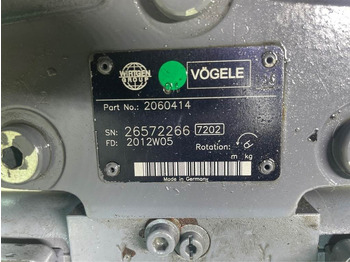 WIRTGEN
GROUP
VÖGELE
Part No.: 2060414
SN: 26572266 7202
FD: 2012W05
Rotation:
m kg
Made in Germany